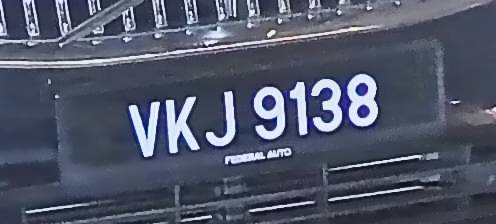 VKJ 9138
FEDERAL AUTO